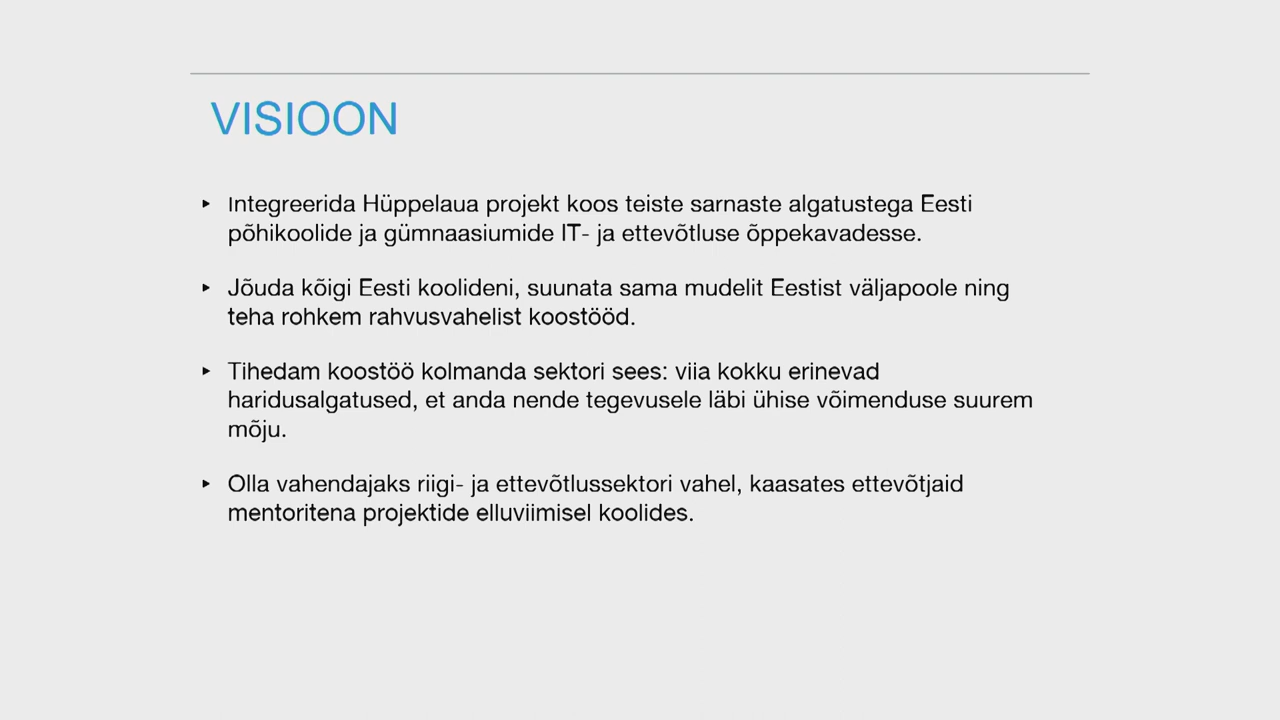 VISIOON
▸ Integreerida Hüppelaua projekt koos teiste sarnaste algatustega Eesti
põhikoolide ja gümnaasiumide IT- ja ettevõtluse õppekavadesse.
▸ Jõuda kõigi Eesti koolideni, suunata sama mudelit Eestist väljapoole ning
teha rohkem rahvusvahelist koostööd.
▸ Tihedam koostöö kolmanda sektori sees: viia kokku erinevad
haridusalgatused, et anda nende tegevusele läbi ühise võimenduse suurem
mõju.
▸ Olla vahendajaks riigi- ja ettevõtlussektori vahel, kaasates ettevõtjaid
mentoritena projektide elluviimisel koolides.